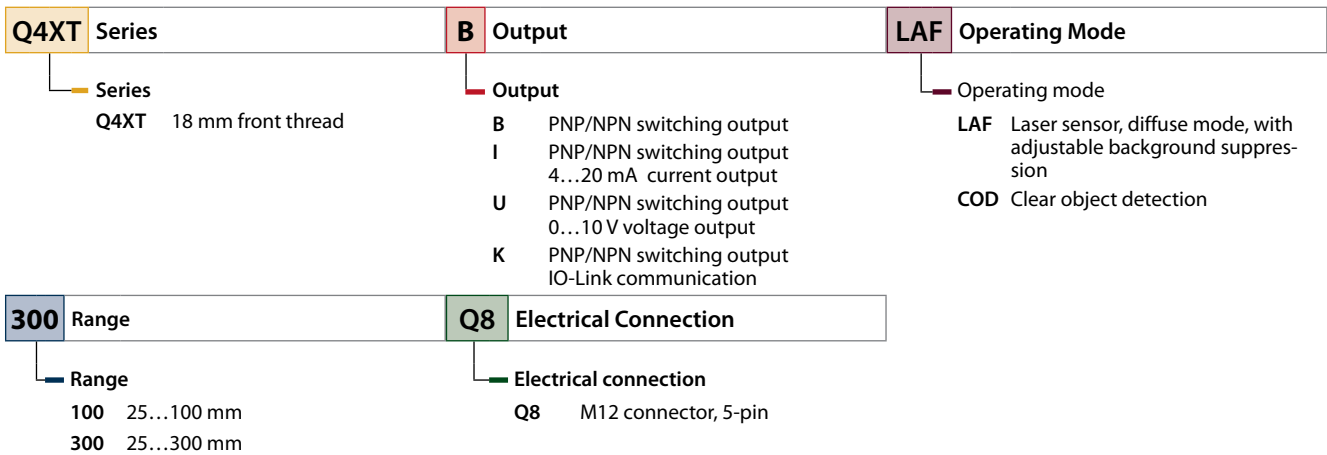 Q4XT Series
B Output
LAF Operating Mode
Series
Q4XT 18 mm front thread
Output
B PNP/NPN switching output
I PNP/NPN switching output
4…20 mA current output
U PNP/NPN switching output
0…10 V voltage output
K PNP/NPN switching output
IO-Link communication
Operating mode
LAF Laser sensor, diffuse mode, with
adjustable background suppres-
sion
COD Clear object detection
300 Range
Q8 Electrical Connection
Range
100 25…100 mm
300 25…300 mm
Electrical connection
Q8 M12 connector, 5-pin